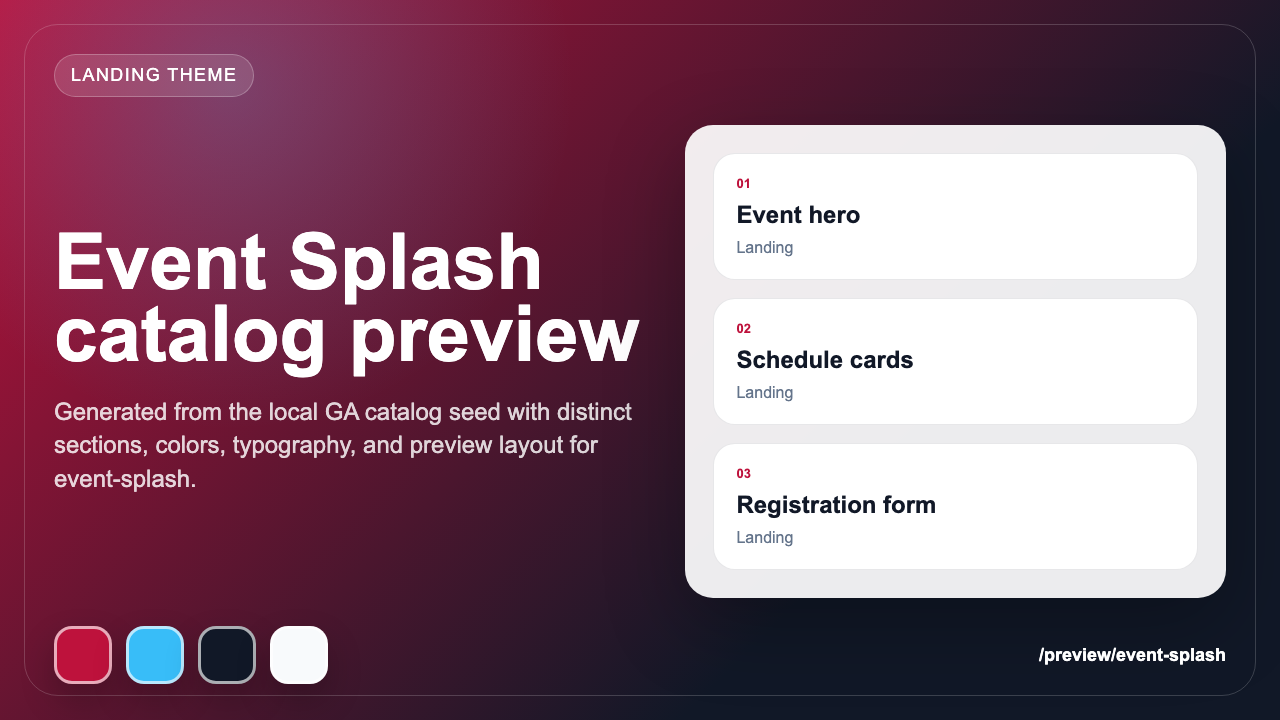 LANDING THEME
Event Splash
catalog preview
Generated from the local GA catalog seed with distinct
sections, colors, typography, and preview layout for
event-splash.
01
Event hero
Landing
02
Schedule cards
Landing
03
Registration form
Landing
/preview/event-splash